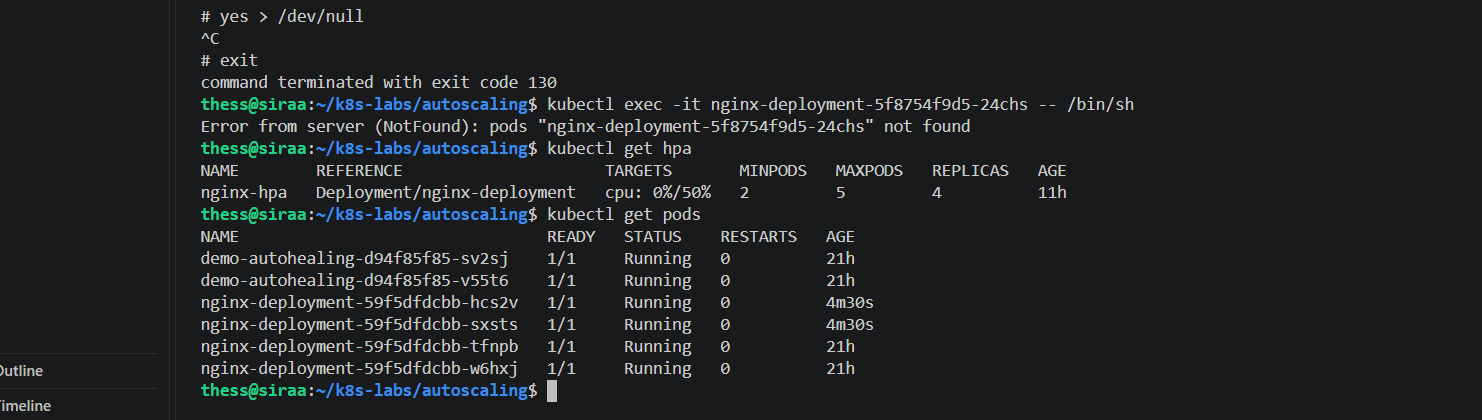 # yes > /dev/null
^C
# exit
command terminated with exit code 130
thess@siraa:~/k8s-labs/autoscaling$ kubectl exec -it nginx-deployment-5f8754f9d5-24chs -- /bin/sh
Error from server (NotFound): pods "nginx-deployment-5f8754f9d5-24chs" not found
thess@siraa:~/k8s-labs/autoscaling$ kubectl get hpa
NAME        REFERENCE                     TARGETS       MINPODS   MAXPODS   REPLICAS   AGE
nginx-hpa   Deployment/nginx-deployment   cpu: 0%/50%   2         5         4          11h
thess@siraa:~/k8s-labs/autoscaling$ kubectl get pods
NAME                                READY   STATUS    RESTARTS   AGE
demo-autohealing-d94f85f85-sv2sj    1/1     Running   0          21h
demo-autohealing-d94f85f85-v55t6    1/1     Running   0          21h
nginx-deployment-59f5dfdcbb-hcs2v   1/1     Running   0          4m30s
nginx-deployment-59f5dfdcbb-sxsts   1/1     Running   0          4m30s
nginx-deployment-59f5dfdcbb-tfnpb   1/1     Running   0          21h
nginx-deployment-59f5dfdcbb-w6hxj   1/1     Running   0          21h
thess@siraa:~/k8s-labs/autoscaling$
Outline
imeline